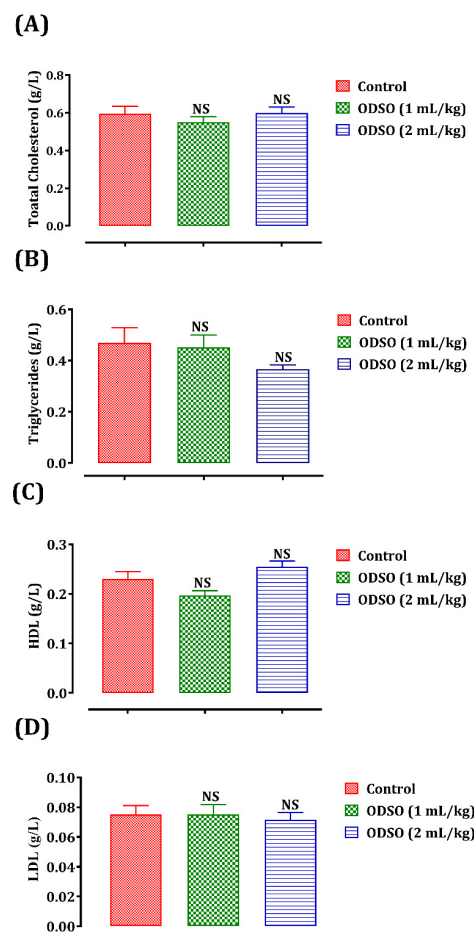 (A)
Toatal Cholesterol (g/L)
0.8
0.6
0.4
0.2
0.0
NS
NS
Control
ODSO (1 mL/kg)
ODSO (2 mL/kg)
(B)
Triglycerides (g/L)
0.6
0.4
0.2
0.0
NS
Control
ODSO (1 mL/kg)
ODSO (2 mL/kg)
(C)
HDL (g/L)
0.3
0.2
0.1
0.0
NS
NS
Control
ODSO (1 mL/kg)
ODSO (2 mL/kg)
(D)
LDL (g/L)
0.10
0.08
0.06
0.04
0.02
0.00
NS
NS
Control
ODSO (1 mL/kg)
ODSO (2 mL/kg)